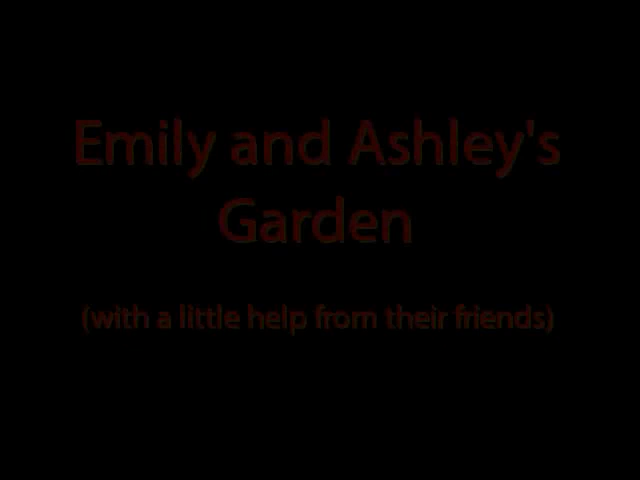 Emily and Ashley's
Garden
(with a little help from their friends)